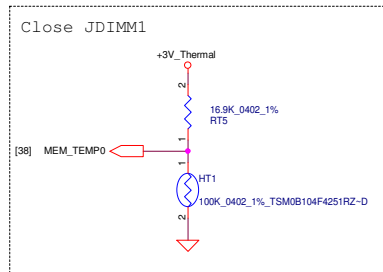 Close JDIMM1
+3V_Thermal
2
16.9K_0402_1%
RT5
1
[38] MEM_TEMP0
1
HT1
100K_0402_1%_TSM0B104F4251RZ~D
2